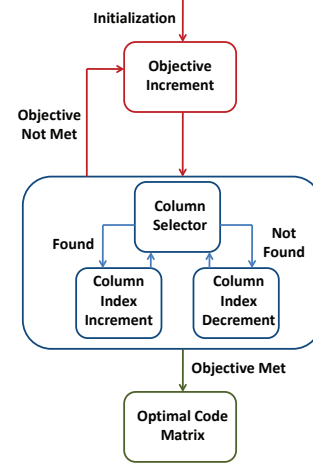 Initialization
Objective
Increment
Objective
Not Met
Column
Selector
Found
Not
Found
Column
Index
Increment
Column
Index
Decrement
Objective Met
Optimal Code
Matrix